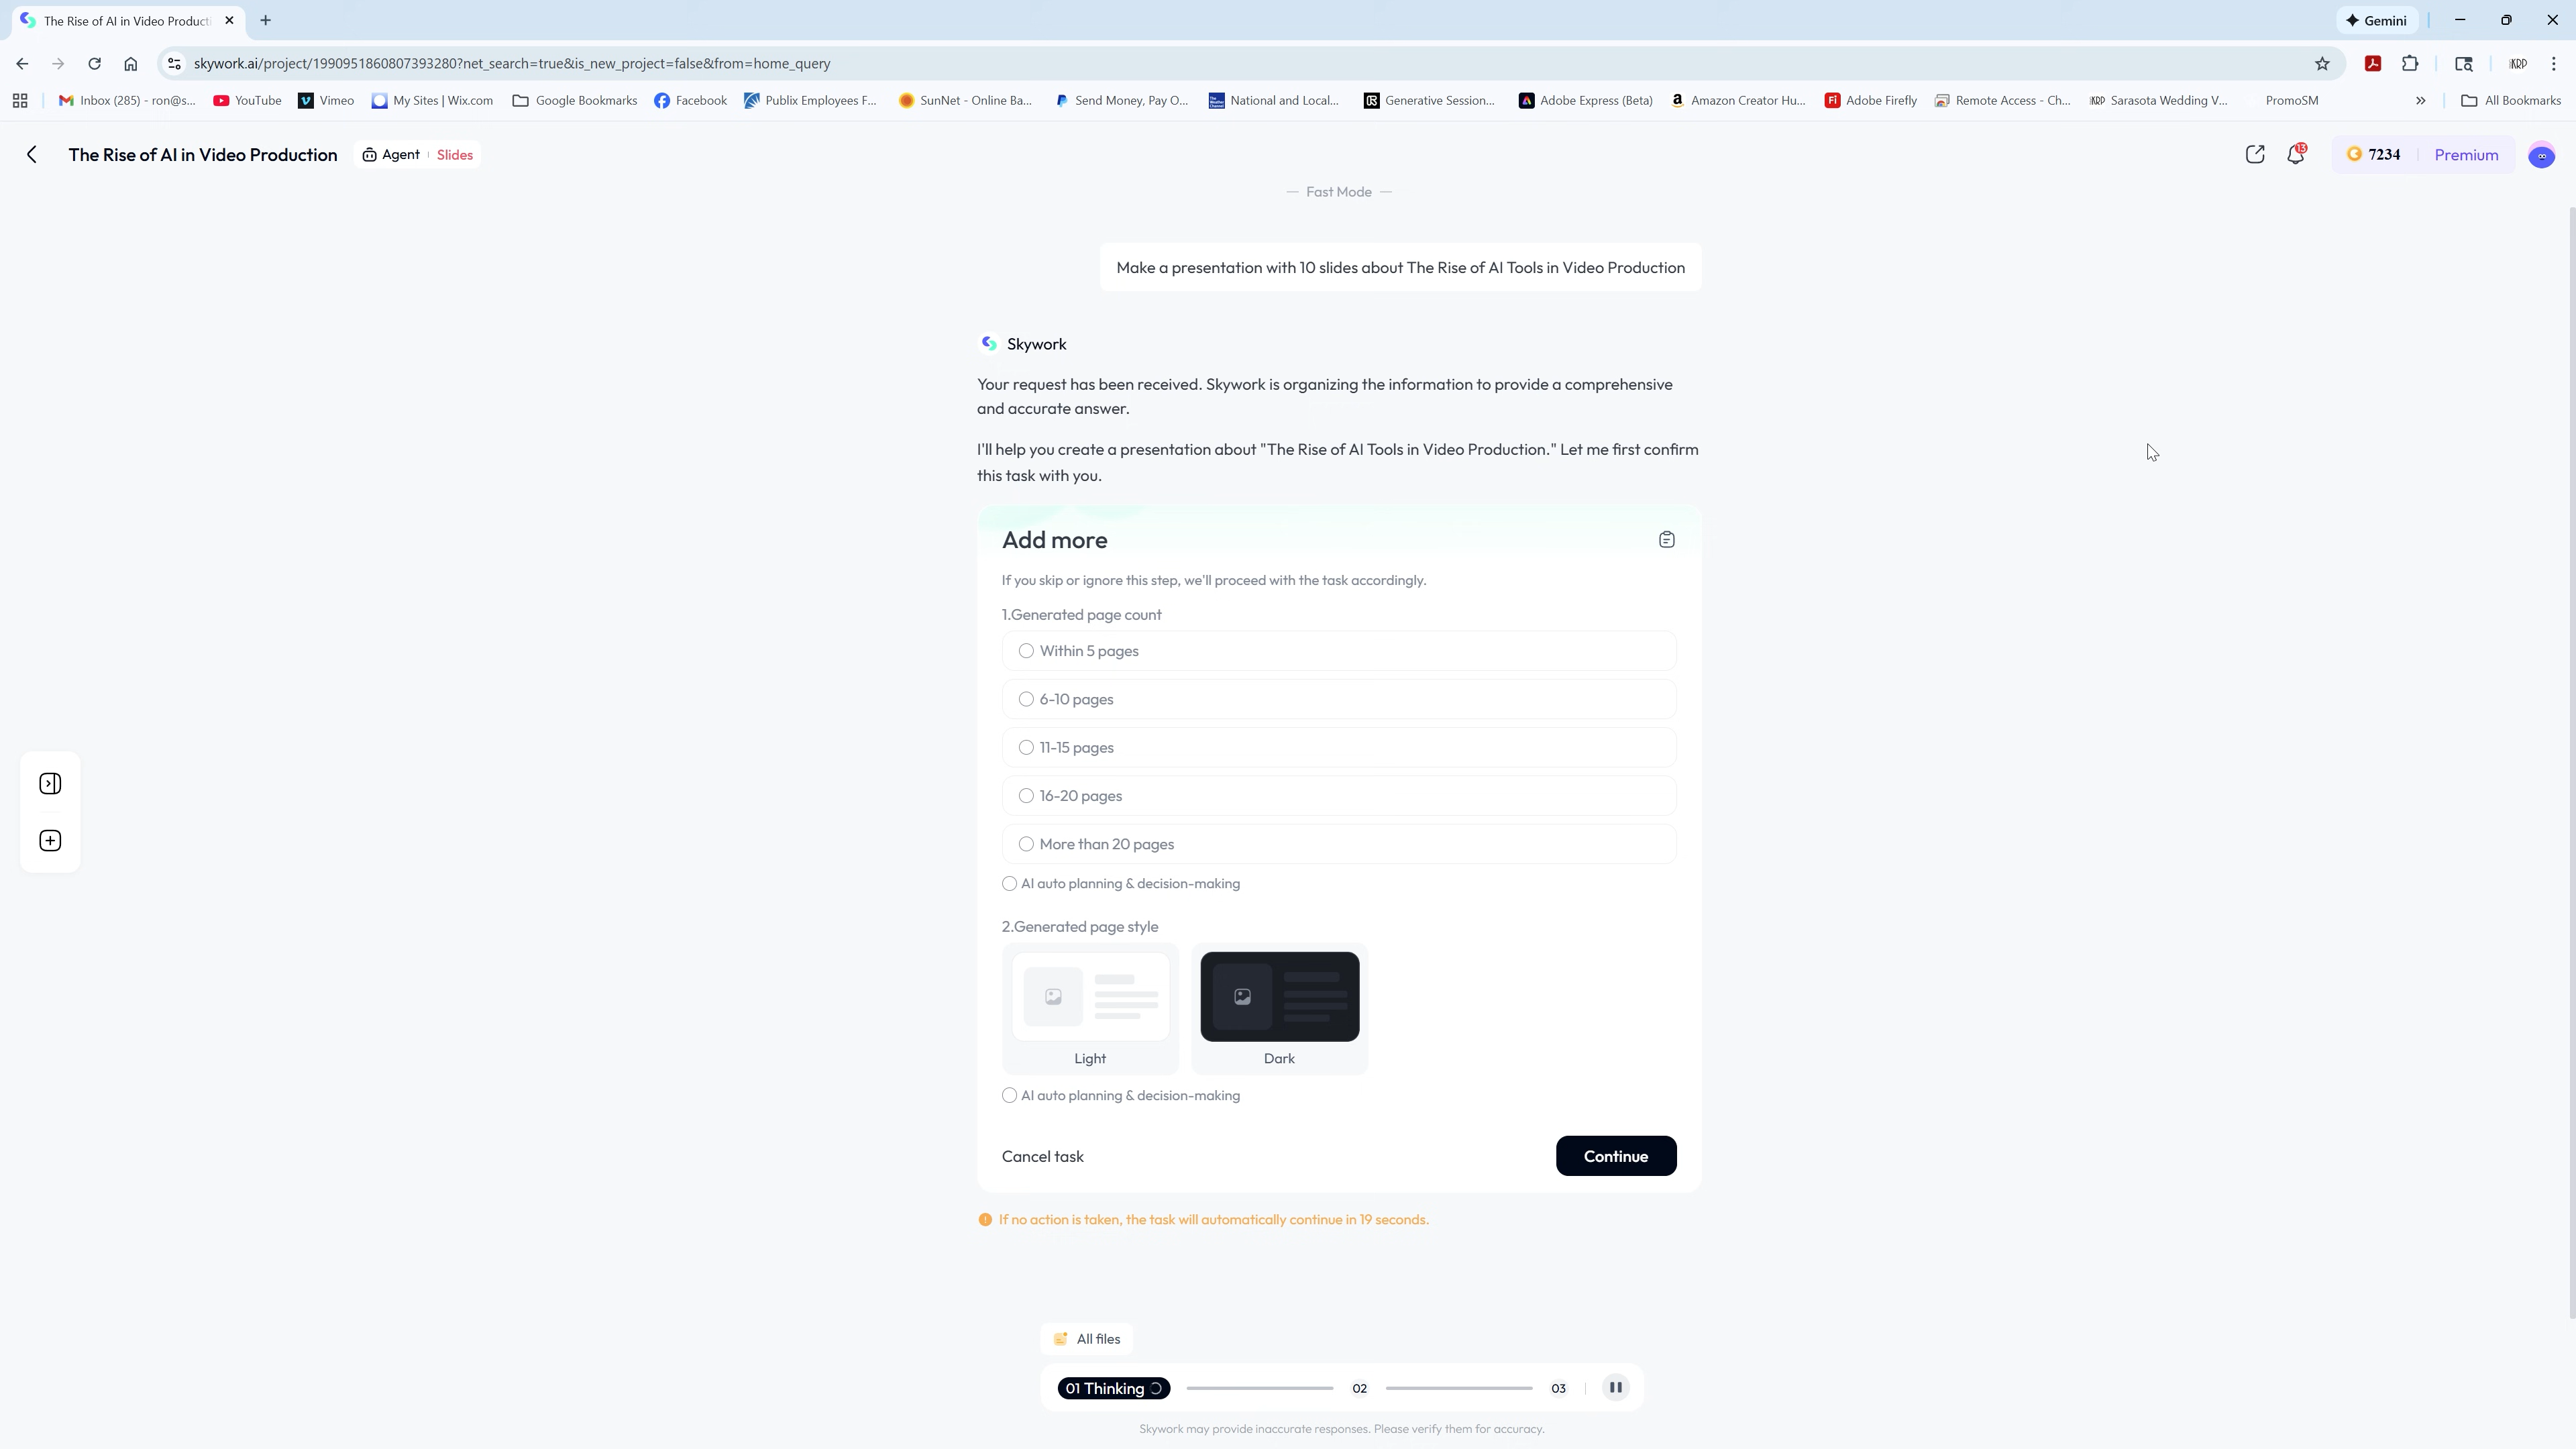 The Rise of AI in Video Producti
Gemini
skywork.ai/project/1990951860807393280?net_search=true&is_new_project=false&from=home_query
Inbox (285) - ron@s...
YouTube
Vimeo
My Sites | Wix.com
Google Bookmarks
Facebook
Publix Employees F...
SunNet - Online Ba...
Send Money, Pay O...
National and Local...
Generative Session...
Adobe Express (Beta)
Amazon Creator Hu...
Adobe Firefly
Remote Access - Ch...
Sarasota Wedding V...
PromoSM
All Bookmarks
The Rise of AI in Video Production
Agent
Slides
13
7234
Premium
Fast Mode
Make a presentation with 10 slides about The Rise of AI Tools in Video Production
Skywork
Your request has been received. Skywork is organizing the information to provide a comprehensive
and accurate answer.
I'll help you create a presentation about "The Rise of AI Tools in Video Production." Let me first confirm
this task with you.
Add more
If you skip or ignore this step, we'll proceed with the task accordingly.
1.Generated page count
Within 5 pages
6-10 pages
11-15 pages
16-20 pages
More than 20 pages
AI auto planning & decision-making
2.Generated page style
Light
Dark
AI auto planning & decision-making
Cancel task
Continue
If no action is taken, the task will automatically continue in 19 seconds.
All files
01 Thinking
02
03
Skywork may provide inaccurate responses. Please verify them for accuracy.